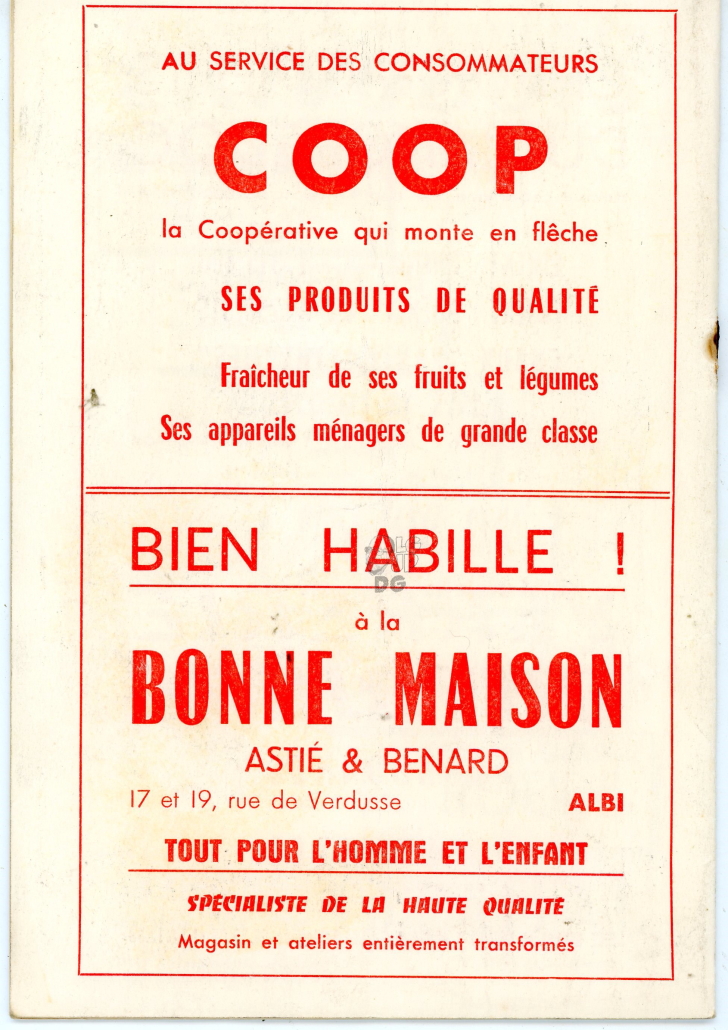 AU SERVICE DES CONSOMMATEURS
COOP
la Coopérative qui monte en flêche
SES PRODUITS DE QUALITÉ
Fraîcheur de ses fruits et légumes
Ses appareils ménagers de grande classe
BIEN HABILLE !
DG
à la
BONNE MAISON
ASTIÉ & BENARD
17 et 19, rue de Verdusse ALBI
TOUT POUR L'HOMME ET L'ENFANT
SPÉCIALISTE DE LA HAUTE QUALITÉ
Magasin et ateliers entièrement transformés